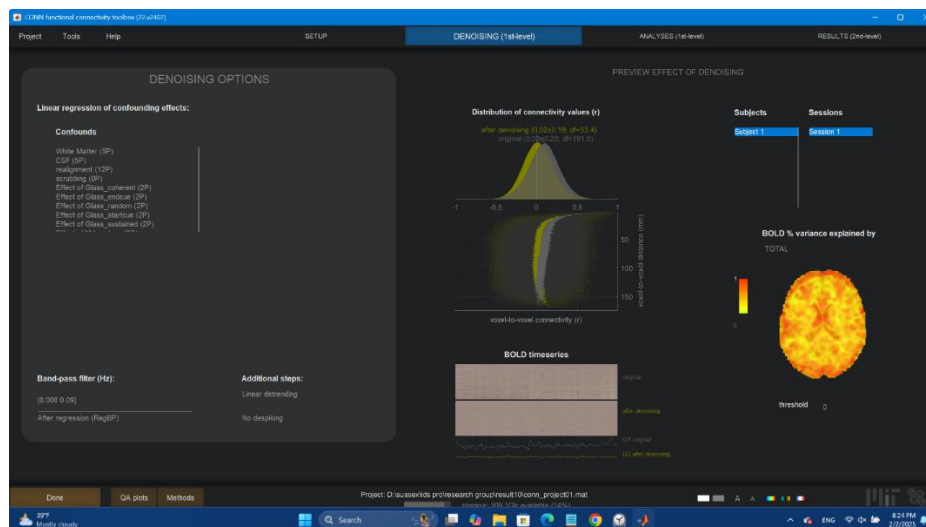 CONN functional connectivity toolbox (22.v2407)
Project Tools Help SETUP DENOISING (1st-level) ANALYSES (1st-level) RESULTS (2nd-level)
DENOISING OPTIONS
Linear regression of confounding effects:
Confounds
White Matter (5P)
CSF (5P)
realignment (12P)
scrubbing (0P)
Effect of Glass_coherent (2P)
Effect of Glass_endcue (2P)
Effect of Glass_random (2P)
Effect of Glass_startcue (2P)
Effect of Glass_sustained (2P)
Band-pass filter (Hz):
[0.008 0.09]
After regression (RegBP)
Additional steps:
Linear detrending
No despiking
PREVIEW EFFECT OF DENOISING
Distribution of connectivity values (r)
after denoising (0.02±0.19; df=53.4)
original (0.09±0.20; df=191.0)
-1 -0.5 0 0.5 1
50
100
150
voxel-to-voxel distance (mm)
voxel-to-voxel connectivity (r)
BOLD timeseries
original
after denoising
GS original
GS after denoising
Subjects Sessions
Subject 1 Session 1
BOLD % variance explained by
TOTAL
1
0
threshold 0
Done QA plots Methods
Project: D:\sussex\lds pro\research group\result10\conn_project01.mat
storage: 309.1Gb available (14%)
A A
39°F
Mostly cloudy
Search
ENG
8:24 PM
2/2/2025